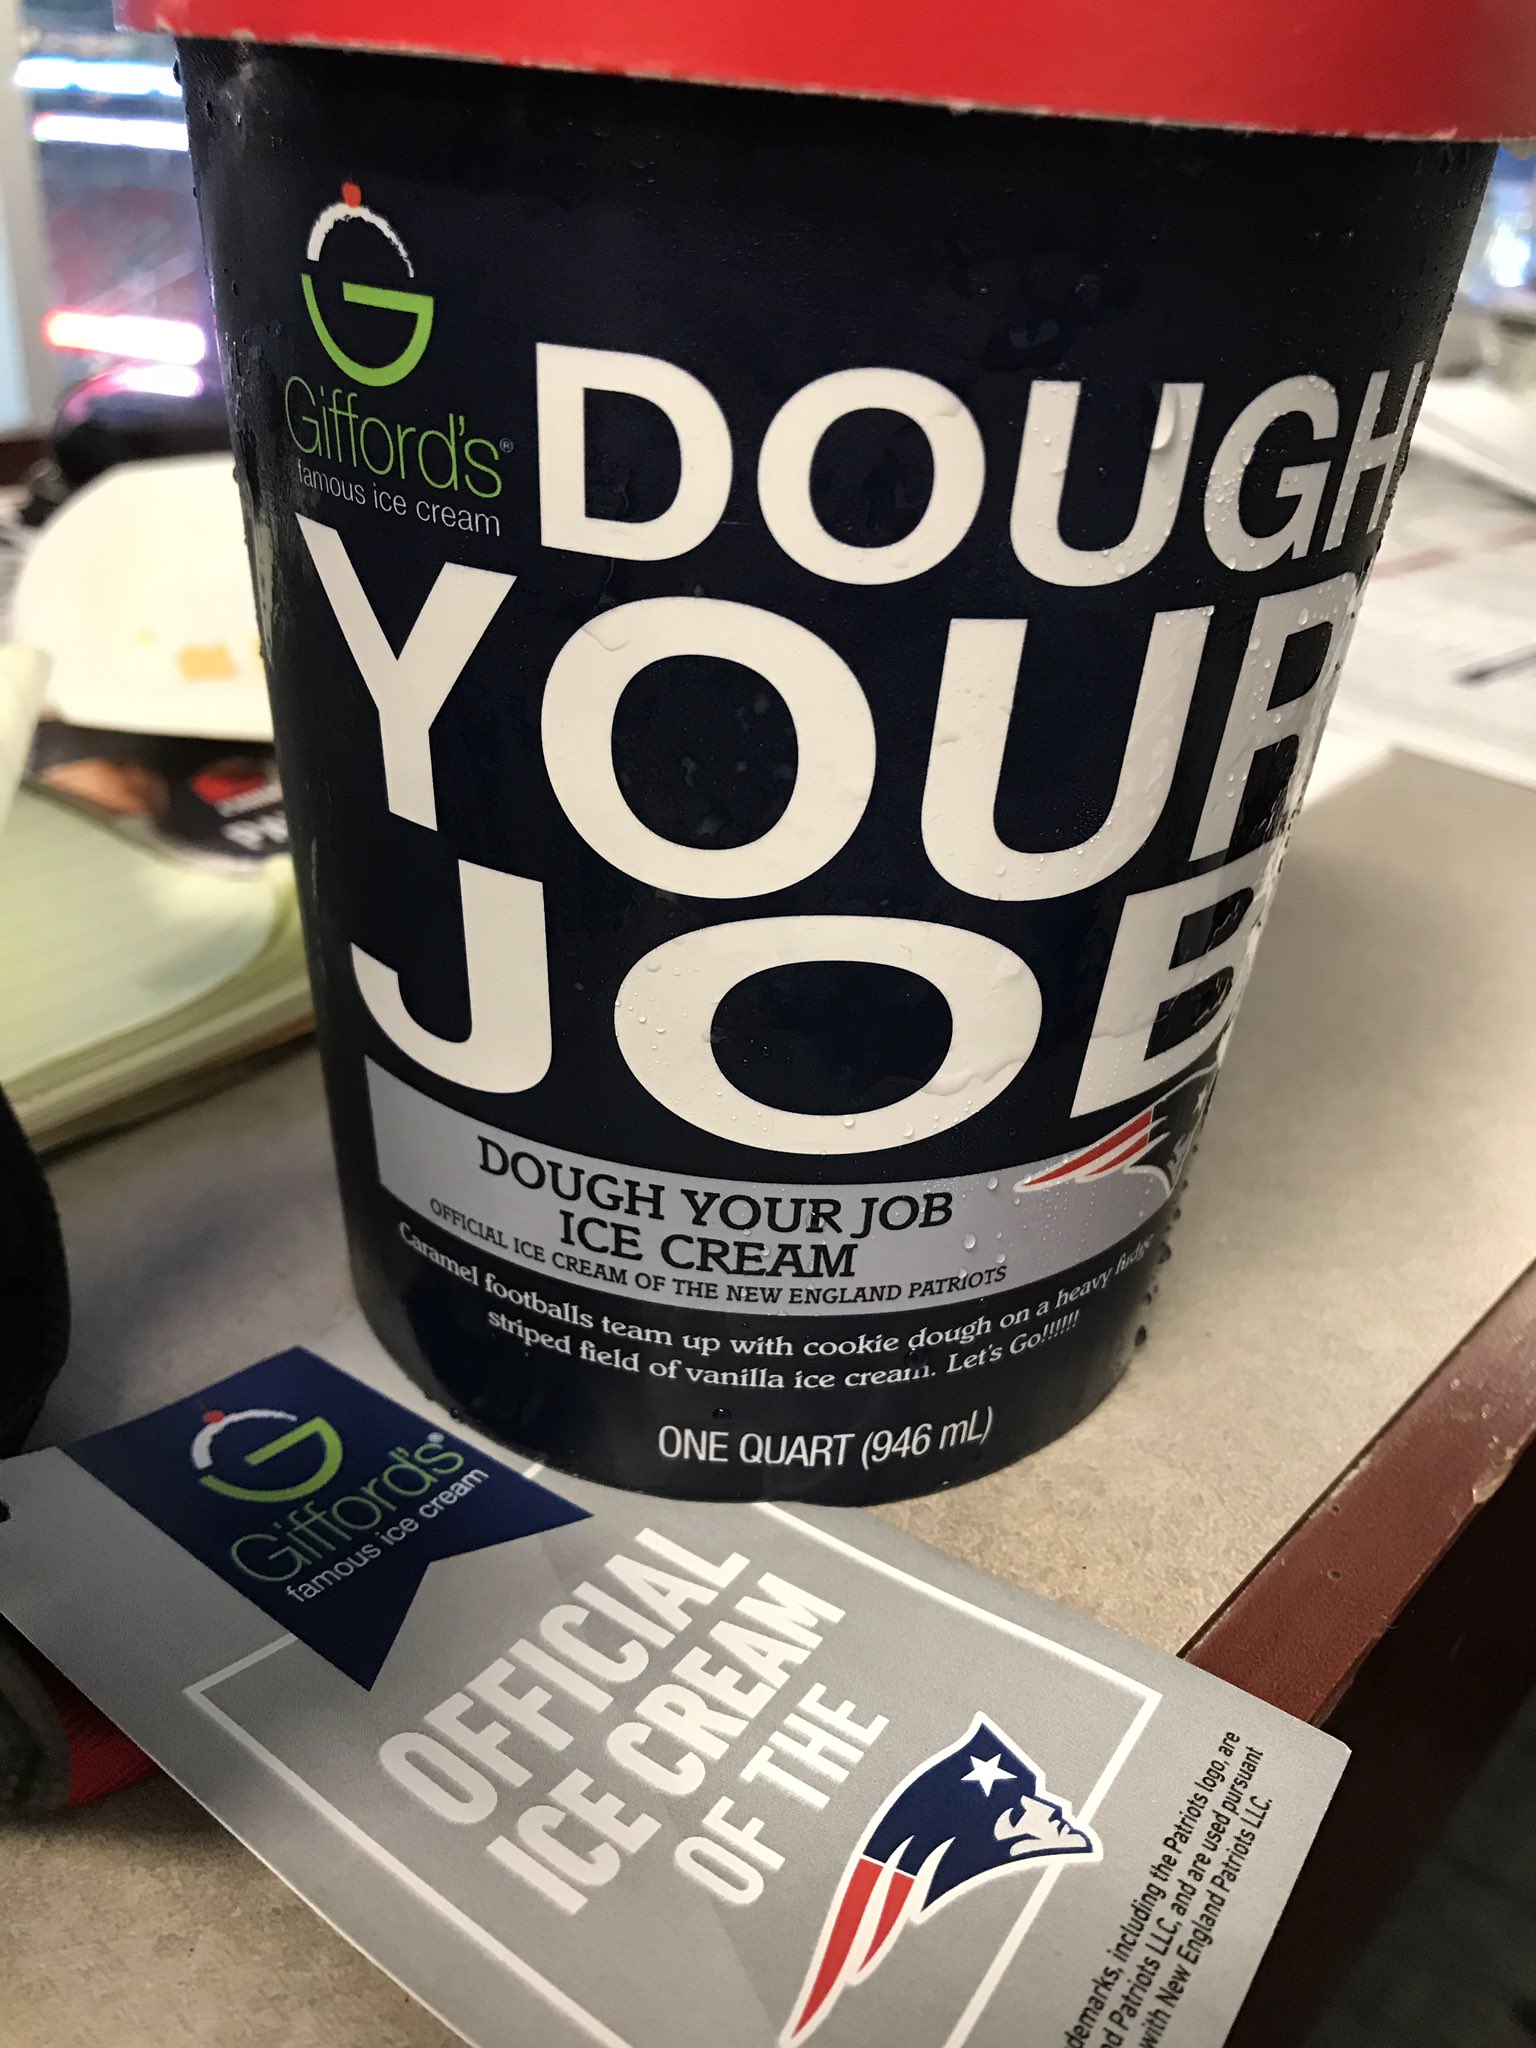 Gifford's®
famous ice cream
DOUGH
YOUR
JOB
DOUGH YOUR JOB
ICE CREAM
OFFICIAL ICE CREAM OF THE NEW ENGLAND PATRIOTS
Caramel footballs team up with cookie dough on a heavy fudge
striped field of vanilla ice cream. Let's Go!!!!!!
ONE QUART (946 mL)
Gifford's®
famous ice cream
OFFICIAL
ICE CREAM
OF THE
demarks, including the Patriots logo, are
d Patriots LLC, and are used pursuant
with New England Patriots LLC.